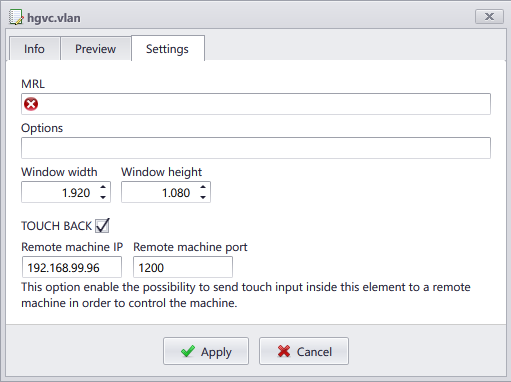 hgvc.vlan
Info Preview Settings
MRL
Options
Window width Window height
1.920 1.080
TOUCH BACK
Remote machine IP Remote machine port
192.168.99.96 1200
This option enable the possibility to send touch input inside this element to a remote
machine in order to control the machine.
Apply Cancel